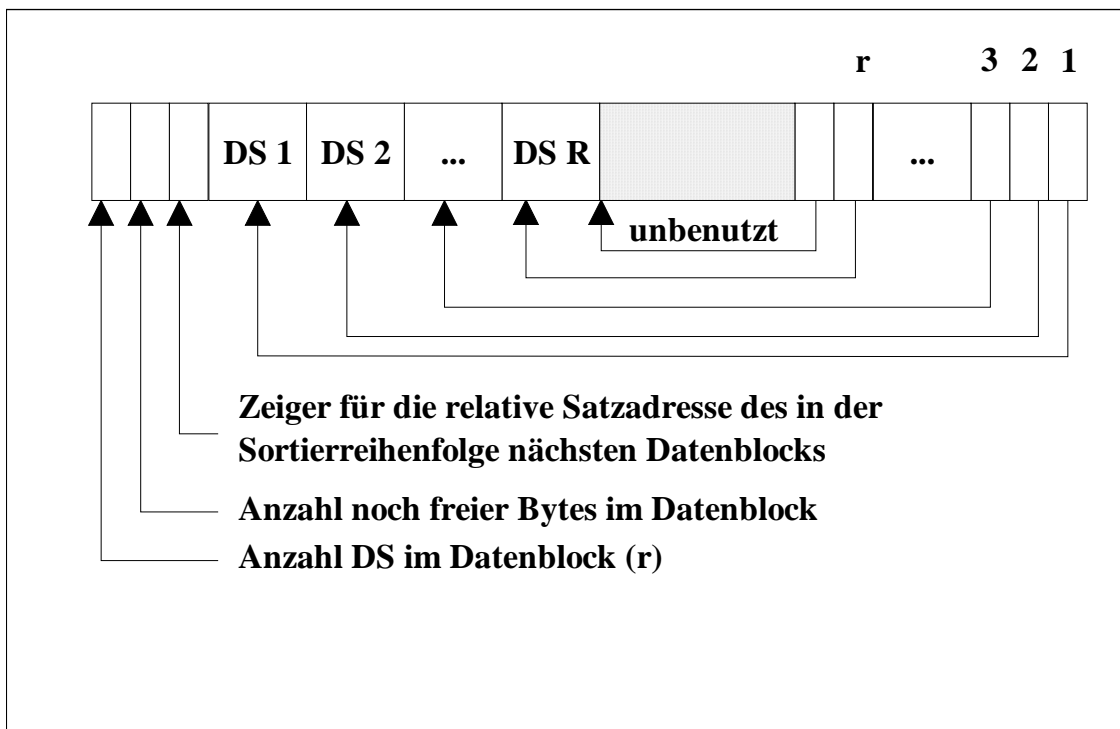 r 3 2 1
DS 1 DS 2 ... DS R ...
unbenutzt
Zeiger für die relative Satzadresse des in der
Sortierreihenfolge nächsten Datenblocks
Anzahl noch freier Bytes im Datenblock
Anzahl DS im Datenblock (r)